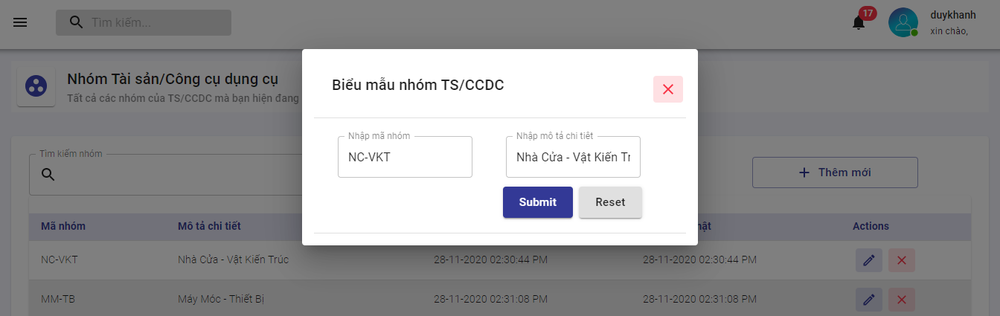 Tìm kiếm...
17
duykhanh
xin chào,
Nhóm Tài sản/Công cụ dụng cụ
Tất cả các nhóm của TS/CCDC mà bạn hiện đang
Biểu mẫu nhóm TS/CCDC
Nhập mã nhóm
NC-VKT
Nhập mô tả chi tiết
Nhà Cửa - Vật Kiến Tr
Submit
Reset
Tìm kiếm nhóm
Thêm mới
Mã nhóm
Mô tả chi tiết
Actions
NC-VKT
Nhà Cửa - Vật Kiến Trúc
28-11-2020 02:30:44 PM
28-11-2020 02:30:44 PM
MM-TB
Máy Móc - Thiết Bị
28-11-2020 02:31:08 PM
28-11-2020 02:31:08 PM